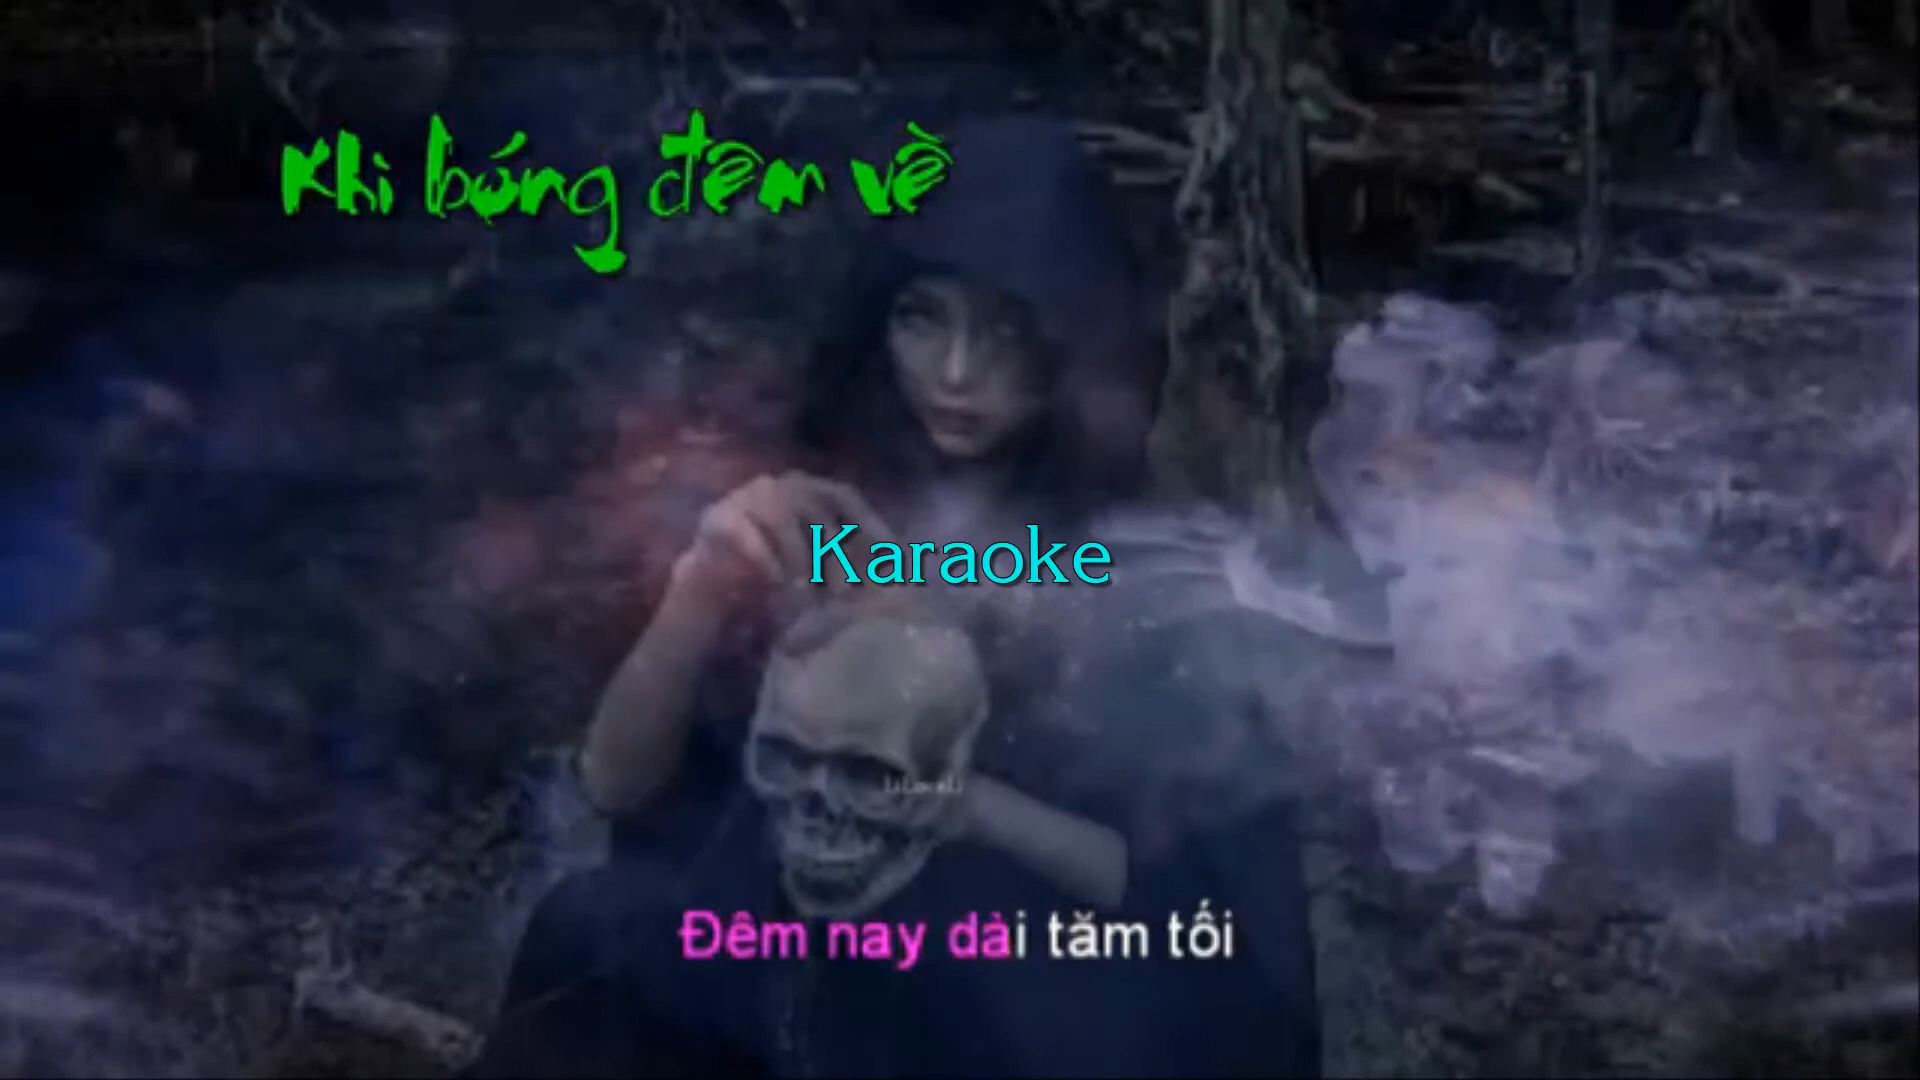 Khi bóng đêm về
Karaoke
Đêm nay dài tăm tối